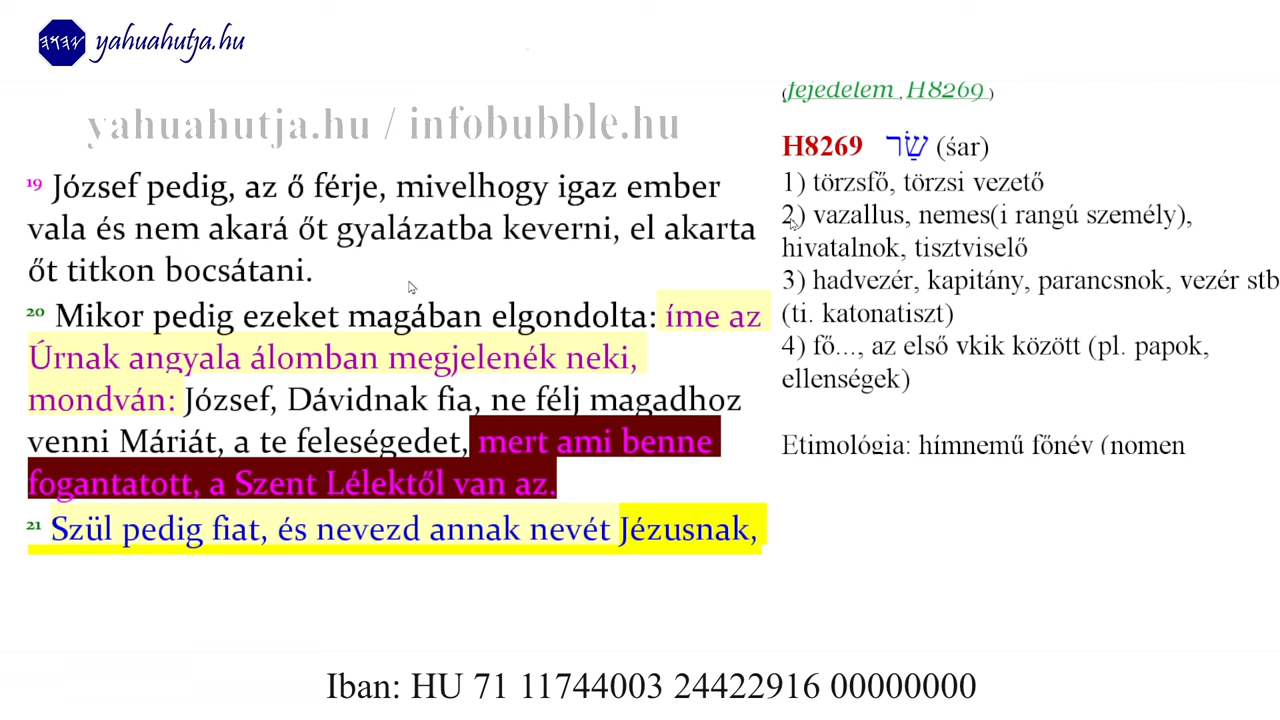 yahuahutja.hu
yahuahutja.hu / infobubble.hu
19 József pedig, az ő férje, mivelhogy igaz ember
vala és nem akará őt gyalázatba keverni, el akarta
őt titkon bocsátani.
20 Mikor pedig ezeket magában elgondolta: íme az
Úrnak angyala álomban megjelenék neki,
mondván: József, Dávidnak fia, ne félj magadhoz
venni Máriát, a te feleségedet, mert ami benne
fogantatott, a Szent Lélektől van az.
21 Szül pedig fiat, és nevezd annak nevét Jézusnak,
(fejedelem , H8269 )
H8269 שַׂר (śar)
1) törzsfő, törzsi vezető
2) vazallus, nemes(i rangú személy),
hivatalnok, tisztviselő
3) hadvezér, kapitány, parancsnok, vezér stb
(ti. katonatiszt)
4) fő..., az első vkik között (pl. papok,
ellenségek)
Etimológia: hímnemű főnév (nomen
Iban: HU 71 11744003 24422916 00000000